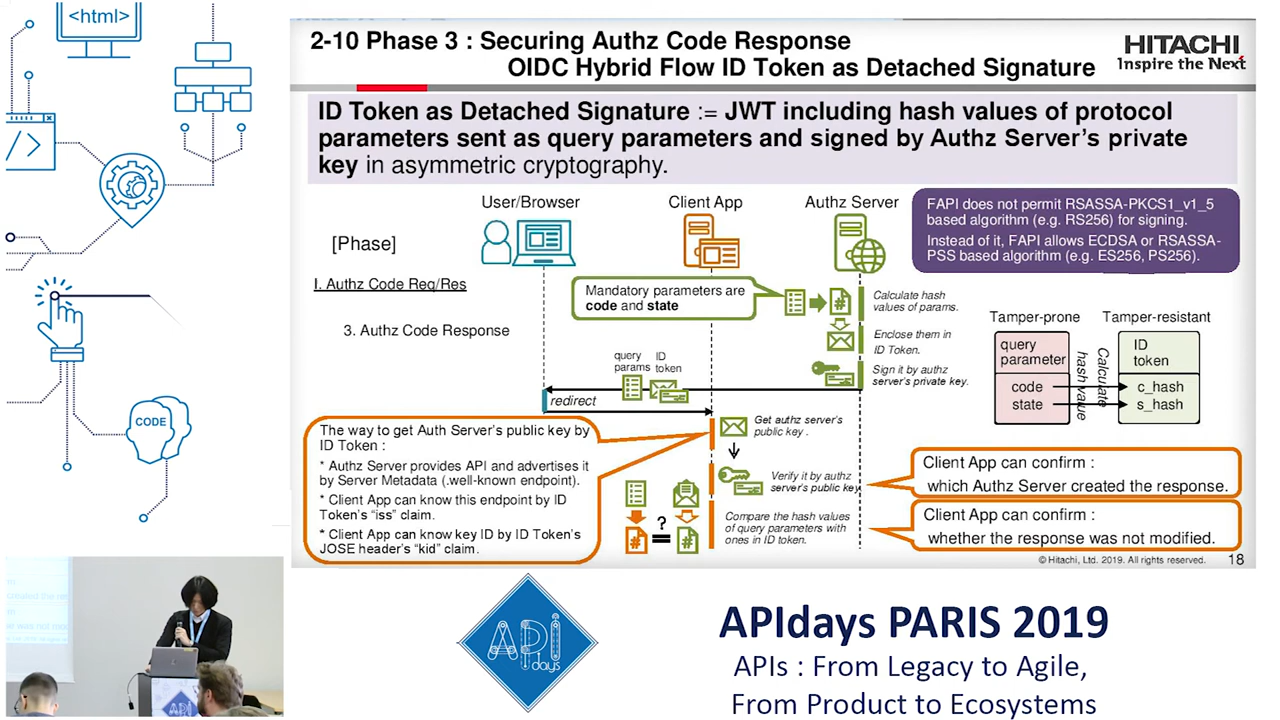 <html>
2-10 Phase 3 : Securing Authz Code Response
OIDC Hybrid Flow ID Token as Detached Signature
HITACHI
Inspire the Next
ID Token as Detached Signature := JWT including hash values of protocol
parameters sent as query parameters and signed by Authz Server's private
key in asymmetric cryptography.
User/Browser
Client App
Authz Server
FAPI does not permit RSASSA-PKCS1_v1_5
based algorithm (e.g. RS256) for signing.
Instead of it, FAPI allows ECDSA or RSASSA-
PSS based algorithm (e.g. ES256, PS256).
[Phase]
I. Authz Code Req/Res
Mandatory parameters are
code and state
#
Calculate hash
values of params.
3. Authz Code Response
Enclose them in
ID Token.
Sign it by authz
server's private key.
Tamper-prone
Tamper-resistant
query
parameter
ID
token
code
state
Calculate
hash value
c_hash
s_hash
query
params
ID
token
redirect
The way to get Auth Server's public key by
ID Token :
* Authz Server provides API and advertises it
by Server Metadata (.well-known endpoint).
* Client App can know this endpoint by ID
Token's "iss" claim.
* Client App can know key ID by ID Token's
JOSE header's "kid" claim.
Get authz server's
public key .
Verify it by authz
server's public key
# ? = #
Compare the hash values
of query parameters with
ones in ID token.
Client App can confirm :
which Authz Server created the response.
Client App can confirm :
whether the response was not modified.
© Hitachi, Ltd. 2019. All rights reserved.
18
</>
CODE
API
days
APIdays PARIS 2019
APIs : From Legacy to Agile,
From Product to Ecosystems